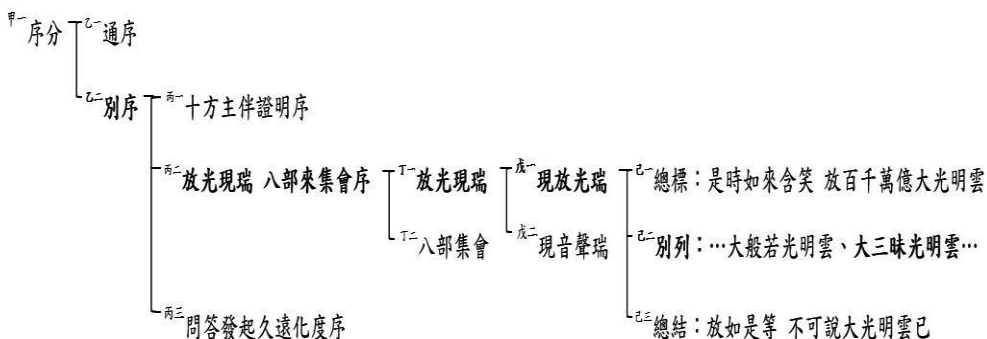 甲一序分
乙一通序
乙二別序
丙一十方主伴證明序
丙二放光現瑞 八部來集會序
丁一放光現瑞
戊一現放光瑞
己一總標：是時如來含笑 放百千萬億大光明雲
丁二八部集會
戊二現音聲瑞
己二別列：…大般若光明雲、大三昧光明雲…
丙三問答發起久遠化度序
己三總結：放如是等 不可說大光明雲已